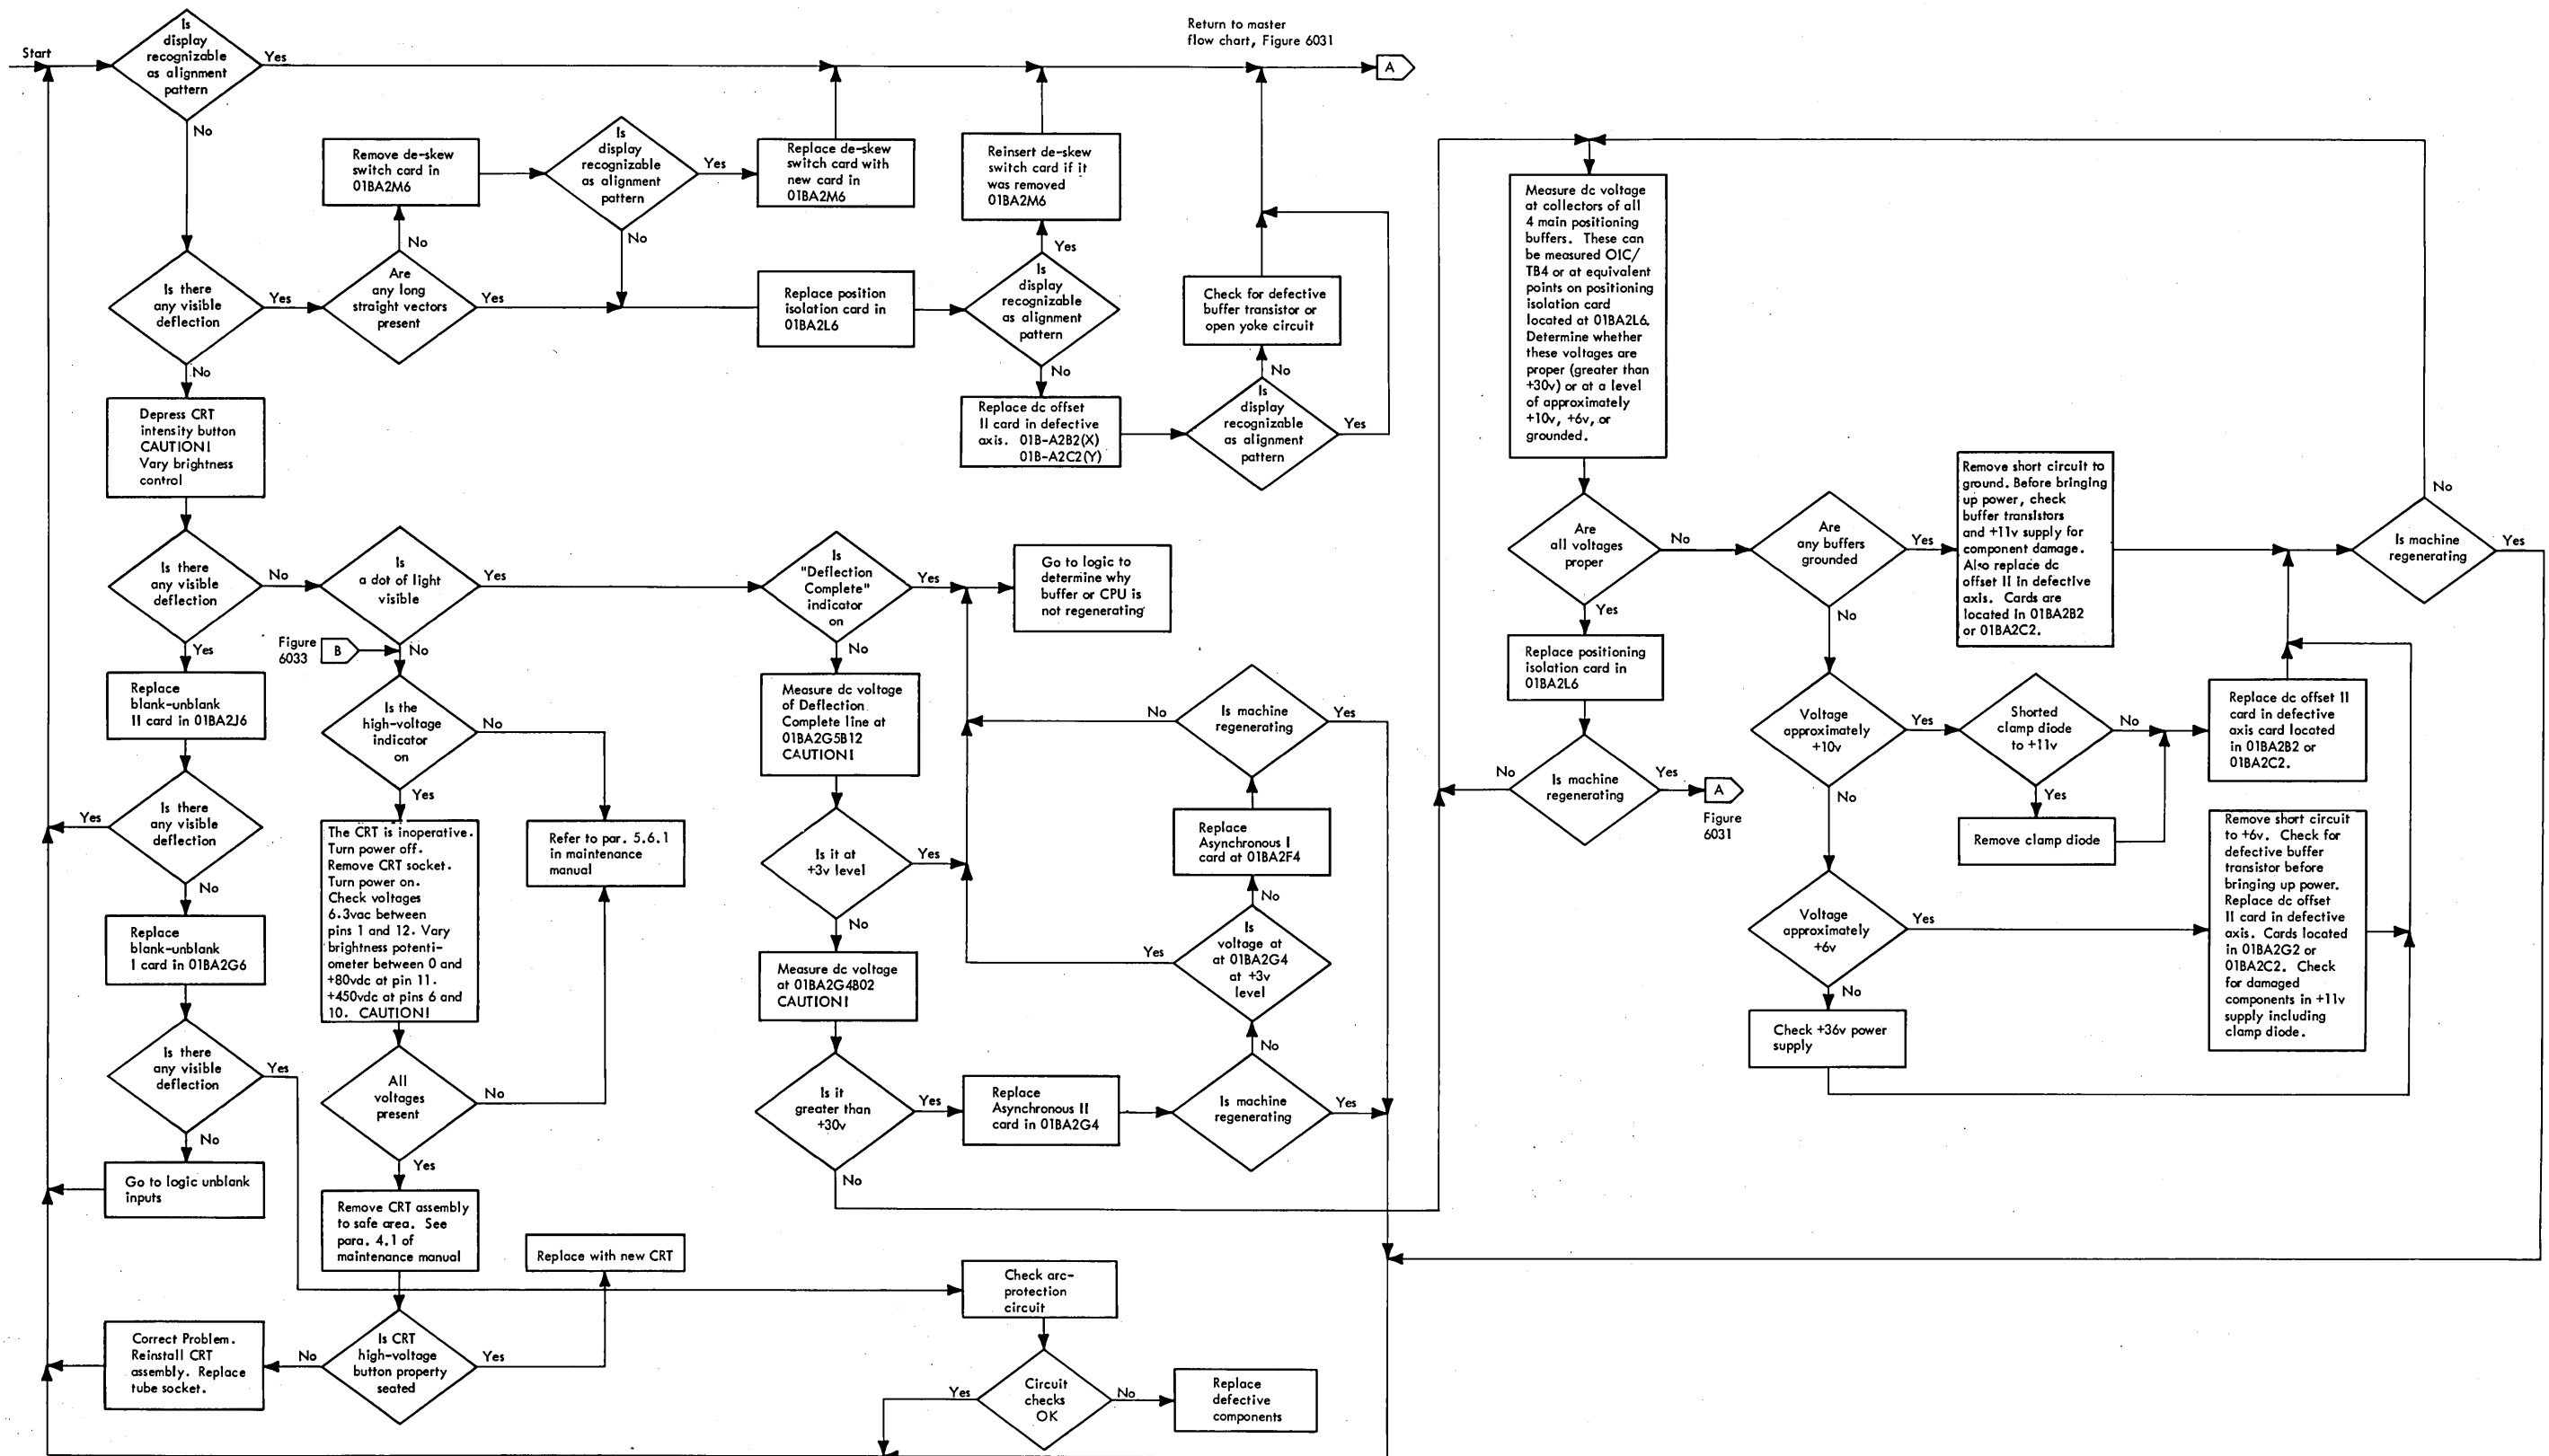 Start
Is
display
recognizable
as alignment
pattern
Yes
No
Return to master
flow chart, Figure 6031
A
Remove de-skew
switch card in
01BA2M6
Is
display
recognizable
as alignment
pattern
Yes
No
Replace de-skew
switch card with
new card in
01BA2M6
Reinsert de-skew
switch card if it
was removed
01BA2M6
Is there
any visible
deflection
Yes
No
No
Are
any long
straight vectors
present
Yes
Replace position
isolation card in
01BA2L6
Yes
Is
display
recognizable
as alignment
pattern
No
Check for defective
buffer transistor or
open yoke circuit
No
Replace dc offset
II card in defective
axis. 01B-A2B2(X)
01B-A2C2(Y)
Is
display
recognizable
as alignment
pattern
Yes
Depress CRT
intensity button
CAUTION!
Vary brightness
control
Is there
any visible
deflection
No
Yes
Is
a dot of light
visible
Yes
No
Figure
6033
B
Is
"Deflection
Complete"
indicator
on
Yes
No
Go to logic to
determine why
buffer or CPU is
not regenerating
Replace
blank-unblank
II card in 01BA2J6
Is the
high-voltage
indicator
on
No
Yes
Measure dc voltage
of Deflection
Complete line at
01BA2G5B12
CAUTION!
No
Is machine
regenerating
Yes
Yes
Is there
any visible
deflection
No
The CRT is inoperative.
Turn power off.
Remove CRT socket.
Turn power on.
Check voltages
6.3vac between
pins 1 and 12. Vary
brightness potenti-
ometer between 0 and
+80vdc at pin 11.
+450vdc at pins 6 and
10. CAUTION!
Refer to par. 5.6.1
in maintenance
manual
Is it at
+3v level
Yes
No
Replace
Asynchronous I
card at 01BA2F4
No
Replace
blank-unblank
I card in 01BA2G6
Measure dc voltage
at 01BA2G4B02
CAUTION!
Yes
Is
voltage at
01BA2G4
at +3v
level
No
Is there
any visible
deflection
Yes
No
All
voltages
present
No
Yes
Is it
greater than
+30v
Yes
No
Replace
Asynchronous II
card in 01BA2G4
Is machine
regenerating
Yes
Go to logic unblank
inputs
Remove CRT assembly
to safe area. See
para. 4.1 of
maintenance manual
Replace with new CRT
Check arc-
protection
circuit
Correct Problem.
Reinstall CRT
assembly. Replace
tube socket.
No
Is CRT
high-voltage
button property
seated
Yes
Yes
Circuit
checks
OK
No
Replace
defective
components
Measure dc voltage
at collectors of all
4 main positioning
buffers. These can
be measured OIC/
TB4 or at equivalent
points on positioning
isolation card
located at 01BA2L6.
Determine whether
these voltages are
proper (greater than
+30v) or at a level
of approximately
+10v, +6v, or
grounded.
Are
all voltages
proper
No
Yes
Are
any buffers
grounded
Yes
No
Remove short circuit to
ground. Before bringing
up power, check
buffer transistors
and +11v supply for
component damage.
Also replace dc
offset II in defective
axis. Cards are
located in 01BA2B2
or 01BA2C2.
No
Is machine
regenerating
Yes
Replace positioning
isolation card in
01BA2L6
No
Is machine
regenerating
Yes
A
Figure
6031
Voltage
approximately
+10v
Yes
No
Shorted
clamp diode
to +11v
No
Yes
Replace dc offset II
card in defective
axis card located
in 01BA2B2 or
01BA2C2.
Remove clamp diode
Voltage
approximately
+6v
Yes
No
Remove short circuit
to +6v. Check for
defective buffer
transistor before
bringing up power.
Replace dc offset
II card in defective
axis. Cards located
in 01BA2G2 or
01BA2C2. Check
for damaged
components in +11v
supply including
clamp diode.
Check +36v power
supply